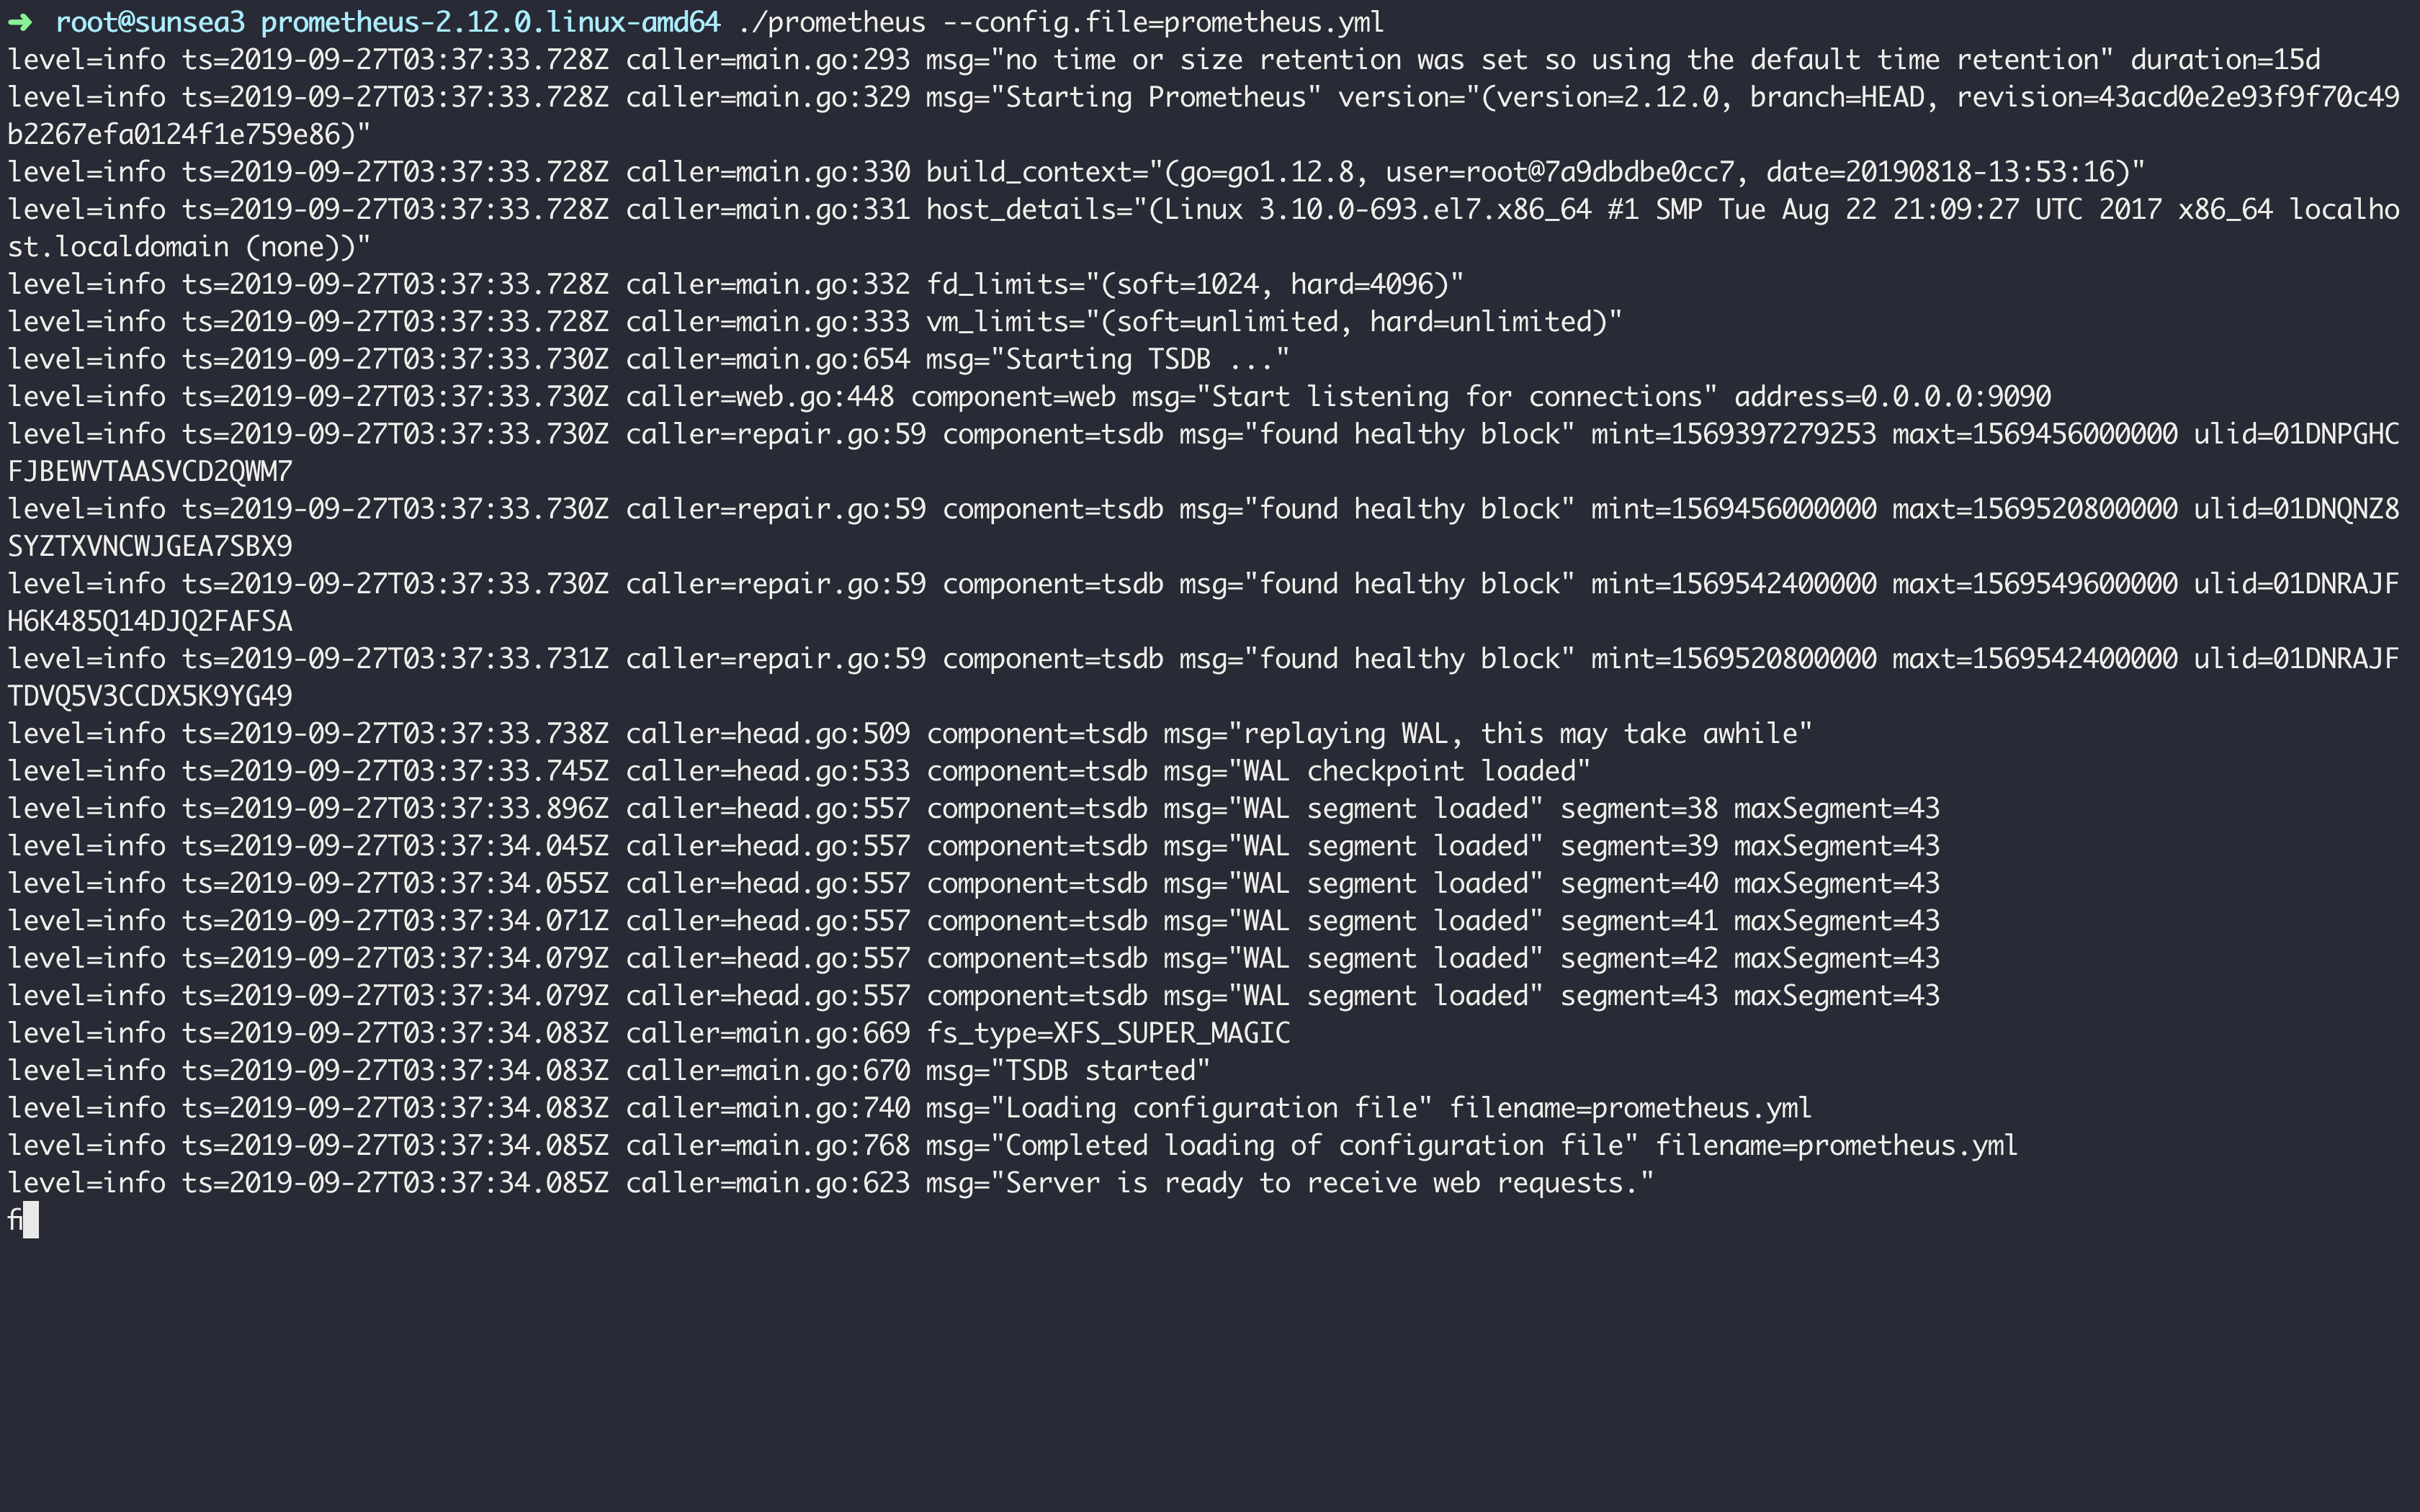 ➜  root@sunsea3 prometheus-2.12.0.linux-amd64 ./prometheus --config.file=prometheus.yml
level=info ts=2019-09-27T03:37:33.728Z caller=main.go:293 msg="no time or size retention was set so using the default time retention" duration=15d
level=info ts=2019-09-27T03:37:33.728Z caller=main.go:329 msg="Starting Prometheus" version="(version=2.12.0, branch=HEAD, revision=43acd0e2e93f9f70c49
b2267efa0124f1e759e86)"
level=info ts=2019-09-27T03:37:33.728Z caller=main.go:330 build_context="(go=go1.12.8, user=root@7a9dbdbe0cc7, date=20190818-13:53:16)"
level=info ts=2019-09-27T03:37:33.728Z caller=main.go:331 host_details="(Linux 3.10.0-693.el7.x86_64 #1 SMP Tue Aug 22 21:09:27 UTC 2017 x86_64 localho
st.localdomain (none))"
level=info ts=2019-09-27T03:37:33.728Z caller=main.go:332 fd_limits="(soft=1024, hard=4096)"
level=info ts=2019-09-27T03:37:33.728Z caller=main.go:333 vm_limits="(soft=unlimited, hard=unlimited)"
level=info ts=2019-09-27T03:37:33.730Z caller=main.go:654 msg="Starting TSDB ..."
level=info ts=2019-09-27T03:37:33.730Z caller=web.go:448 component=web msg="Start listening for connections" address=0.0.0.0:9090
level=info ts=2019-09-27T03:37:33.730Z caller=repair.go:59 component=tsdb msg="found healthy block" mint=1569397279253 maxt=1569456000000 ulid=01DNPGHC
FJBEWVTAASVCD2QWM7
level=info ts=2019-09-27T03:37:33.730Z caller=repair.go:59 component=tsdb msg="found healthy block" mint=1569456000000 maxt=1569520800000 ulid=01DNQNZ8
SYZTXVNCWJGEA7SBX9
level=info ts=2019-09-27T03:37:33.730Z caller=repair.go:59 component=tsdb msg="found healthy block" mint=1569542400000 maxt=1569549600000 ulid=01DNRAJF
H6K485Q14DJQ2FAFSA
level=info ts=2019-09-27T03:37:33.731Z caller=repair.go:59 component=tsdb msg="found healthy block" mint=1569520800000 maxt=1569542400000 ulid=01DNRAJF
TDVQ5V3CCDX5K9YG49
level=info ts=2019-09-27T03:37:33.738Z caller=head.go:509 component=tsdb msg="replaying WAL, this may take awhile"
level=info ts=2019-09-27T03:37:33.745Z caller=head.go:533 component=tsdb msg="WAL checkpoint loaded"
level=info ts=2019-09-27T03:37:33.896Z caller=head.go:557 component=tsdb msg="WAL segment loaded" segment=38 maxSegment=43
level=info ts=2019-09-27T03:37:34.045Z caller=head.go:557 component=tsdb msg="WAL segment loaded" segment=39 maxSegment=43
level=info ts=2019-09-27T03:37:34.055Z caller=head.go:557 component=tsdb msg="WAL segment loaded" segment=40 maxSegment=43
level=info ts=2019-09-27T03:37:34.071Z caller=head.go:557 component=tsdb msg="WAL segment loaded" segment=41 maxSegment=43
level=info ts=2019-09-27T03:37:34.079Z caller=head.go:557 component=tsdb msg="WAL segment loaded" segment=42 maxSegment=43
level=info ts=2019-09-27T03:37:34.079Z caller=head.go:557 component=tsdb msg="WAL segment loaded" segment=43 maxSegment=43
level=info ts=2019-09-27T03:37:34.083Z caller=main.go:669 fs_type=XFS_SUPER_MAGIC
level=info ts=2019-09-27T03:37:34.083Z caller=main.go:670 msg="TSDB started"
level=info ts=2019-09-27T03:37:34.083Z caller=main.go:740 msg="Loading configuration file" filename=prometheus.yml
level=info ts=2019-09-27T03:37:34.085Z caller=main.go:768 msg="Completed loading of configuration file" filename=prometheus.yml
level=info ts=2019-09-27T03:37:34.085Z caller=main.go:623 msg="Server is ready to receive web requests."
ﬁ